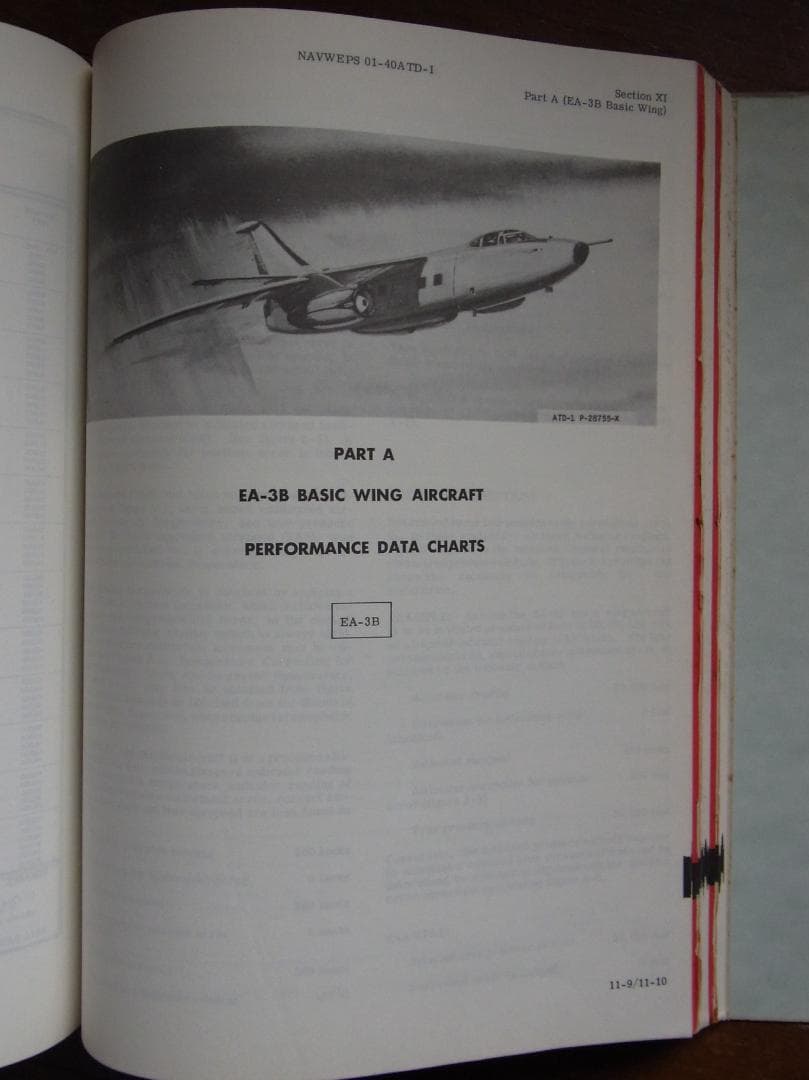 NAVWEPS 01-40ATD-1
Section XI
Part A (EA-3B Basic Wing)
ATD-1 P-28755-X
PART A
EA-3B BASIC WING AIRCRAFT
PERFORMANCE DATA CHARTS
EA-3B
11-9/11-10